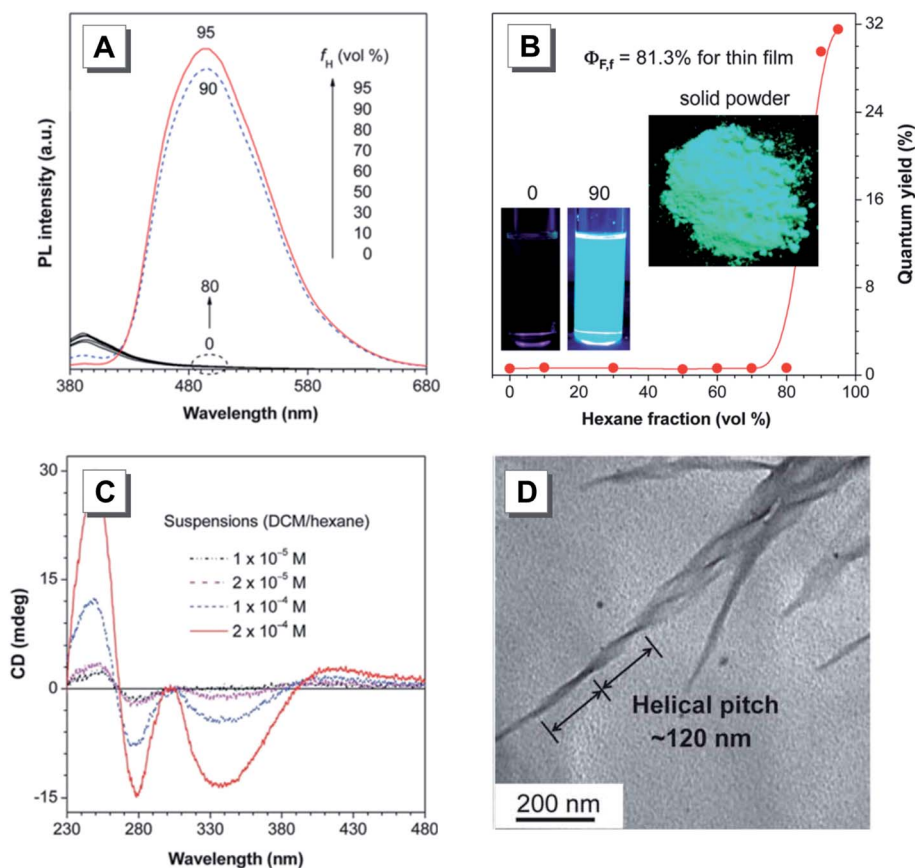 A
95
90
f_H (vol %)
95
90
80
70
60
50
30
10
0
80
0
PL intensity (a.u.)
380 480 580 680
Wavelength (nm)
B
Φ_F,f = 81.3% for thin film
solid powder
0 90
32
24
16
8
0
Quantum yield (%)
0 20 40 60 80 100
Hexane fraction (vol %)
C
30
15
0
-15
CD (mdeg)
Suspensions (DCM/hexane)
1 x 10⁻⁵ M
2 x 10⁻⁵ M
1 x 10⁻⁴ M
2 x 10⁻⁴ M
230 280 330 380 430 480
Wavelength (nm)
D
Helical pitch
~120 nm
200 nm